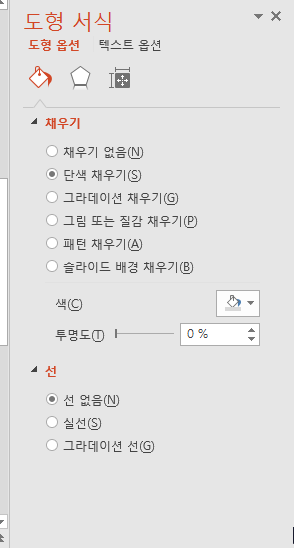 도형 서식
도형 옵션 텍스트 옵션
채우기
채우기 없음(N)
단색 채우기(S)
그라데이션 채우기(G)
그림 또는 질감 채우기(P)
패턴 채우기(A)
슬라이드 배경 채우기(B)
색(C)
투명도(T) 0 %
선
선 없음(N)
실선(S)
그라데이션 선(G)